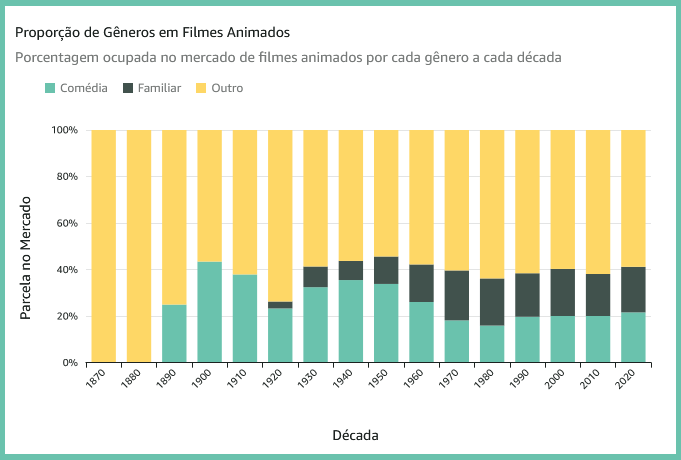 Proporção de Gêneros em Filmes Animados
Porcentagem ocupada no mercado de filmes animados por cada gênero a cada década
Comédia Familiar Outro
100%
80%
60%
40%
20%
0%
Parcela no Mercado
1870 1880 1890 1900 1910 1920 1930 1940 1950 1960 1970 1980 1990 2000 2010 2020
Década